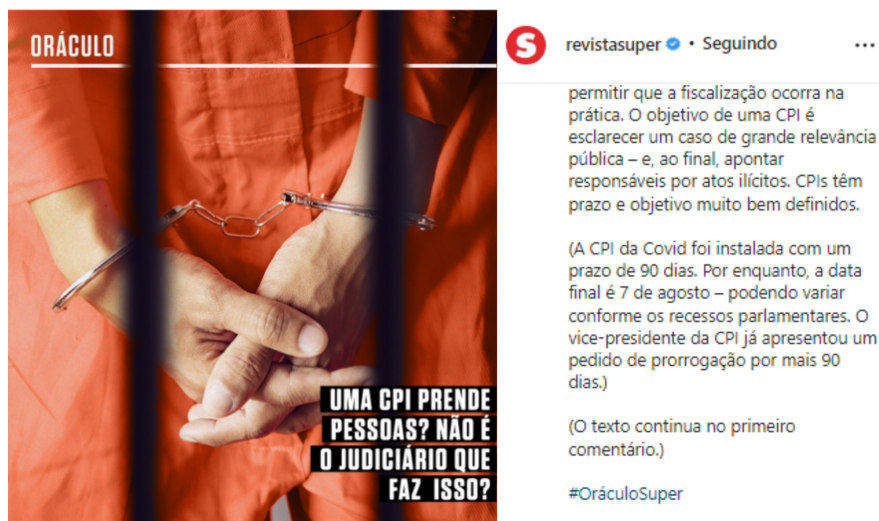 ORÁCULO
UMA CPI PRENDE
PESSOAS? NÃO É
O JUDICIÁRIO QUE
FAZ ISSO?
S
revistasuper • Seguindo
...
permitir que a fiscalização ocorra na
prática. O objetivo de uma CPI é
esclarecer um caso de grande relevância
pública – e, ao final, apontar
responsáveis por atos ilícitos. CPIs têm
prazo e objetivo muito bem definidos.
(A CPI da Covid foi instalada com um
prazo de 90 dias. Por enquanto, a data
final é 7 de agosto – podendo variar
conforme os recessos parlamentares. O
vice-presidente da CPI já apresentou um
pedido de prorrogação por mais 90
dias.)
(O texto continua no primeiro
comentário.)
#OráculoSuper